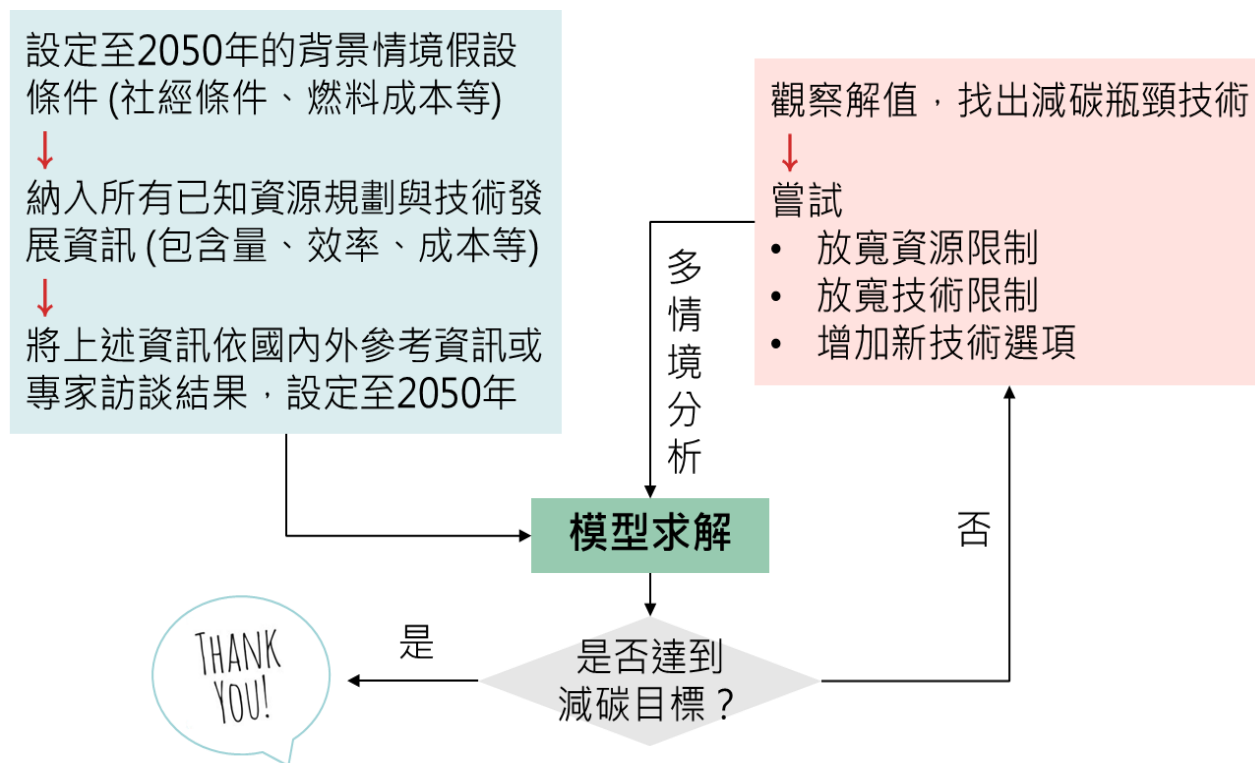 設定至2050年的背景情境假設
條件 (社經條件、燃料成本等)
↓
納入所有已知資源規劃與技術發
展資訊 (包含量、效率、成本等)
↓
將上述資訊依國內外參考資訊或
專家訪談結果，設定至2050年
觀察解值，找出減碳瓶頸技術
↓
嘗試
• 放寬資源限制
• 放寬技術限制
• 增加新技術選項
多情境分析
模型求解
否
是否達到
減碳目標？
是
THANK
YOU!